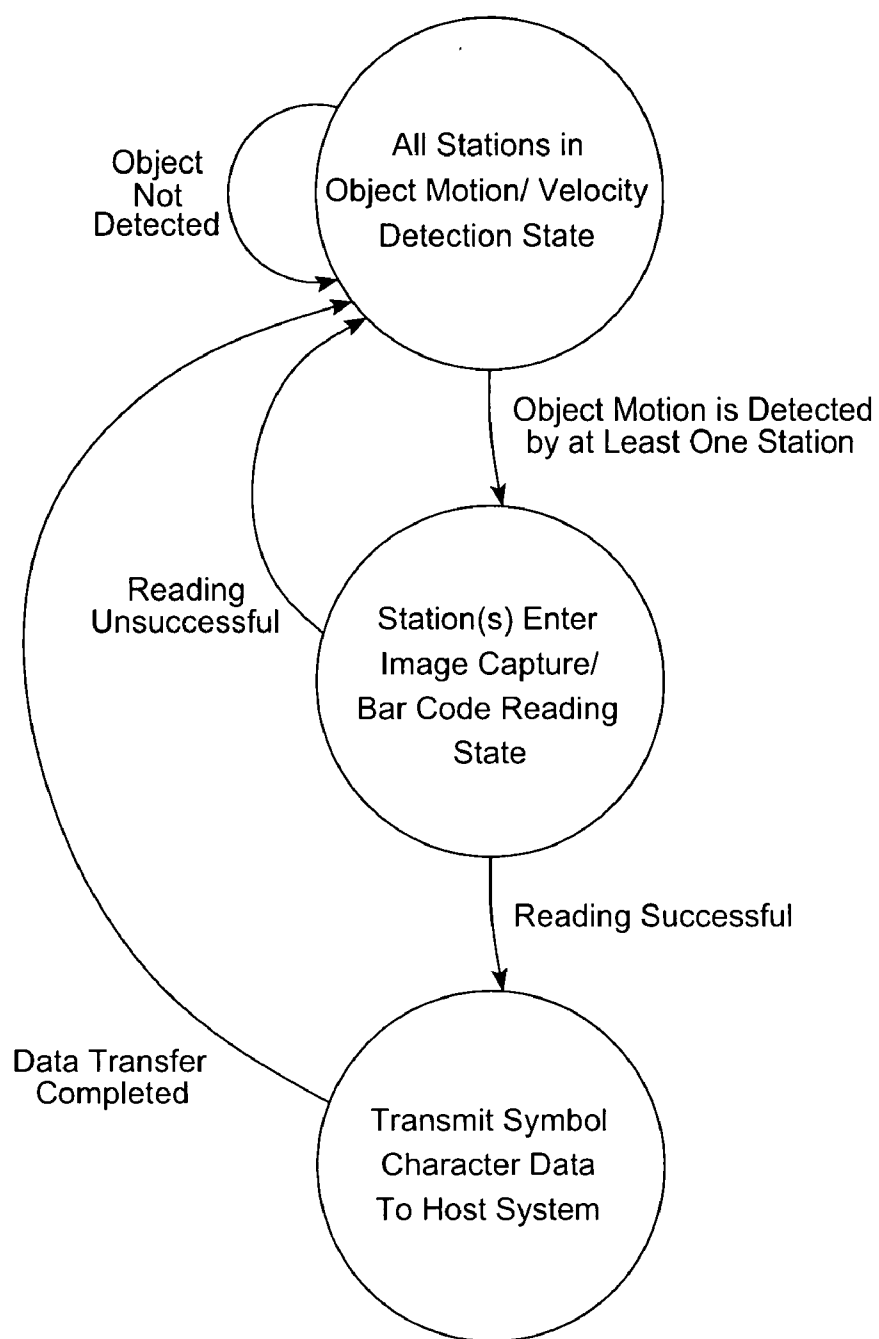 All Stations in
Object Motion/ Velocity
Detection State
Object
Not
Detected
Object Motion is Detected
by at Least One Station
Reading
Unsuccessful
Station(s) Enter
Image Capture/
Bar Code Reading
State
Reading Successful
Data Transfer
Completed
Transmit Symbol
Character Data
To Host System